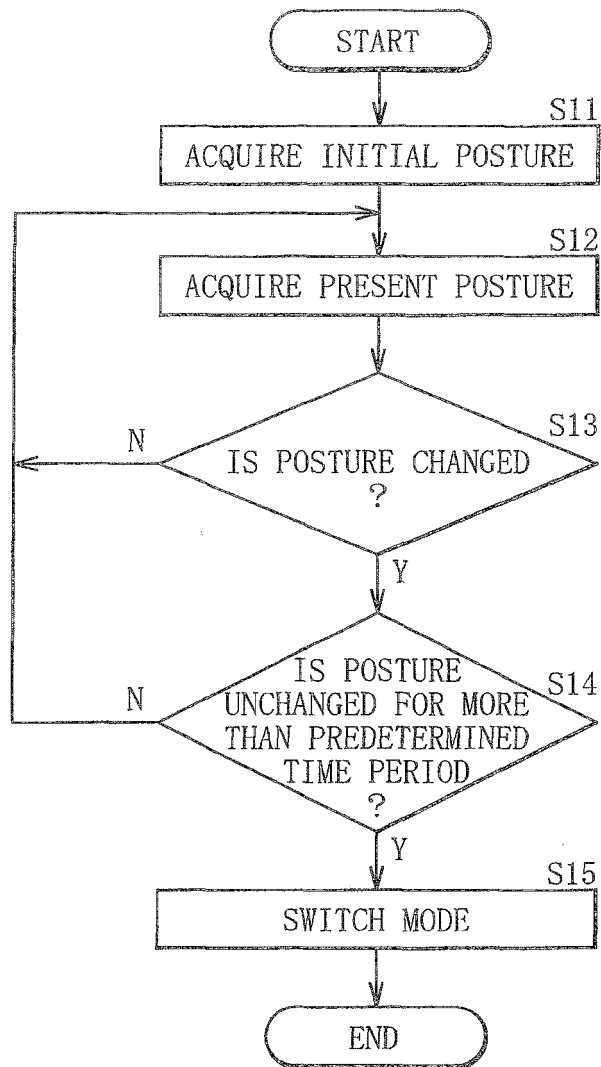 START
S11
ACQUIRE INITIAL POSTURE
S12
ACQUIRE PRESENT POSTURE
S13
N
IS POSTURE CHANGED
?
Y
S14
N
IS POSTURE
UNCHANGED FOR MORE
THAN PREDETERMINED
TIME PERIOD
?
Y
S15
SWITCH MODE
END